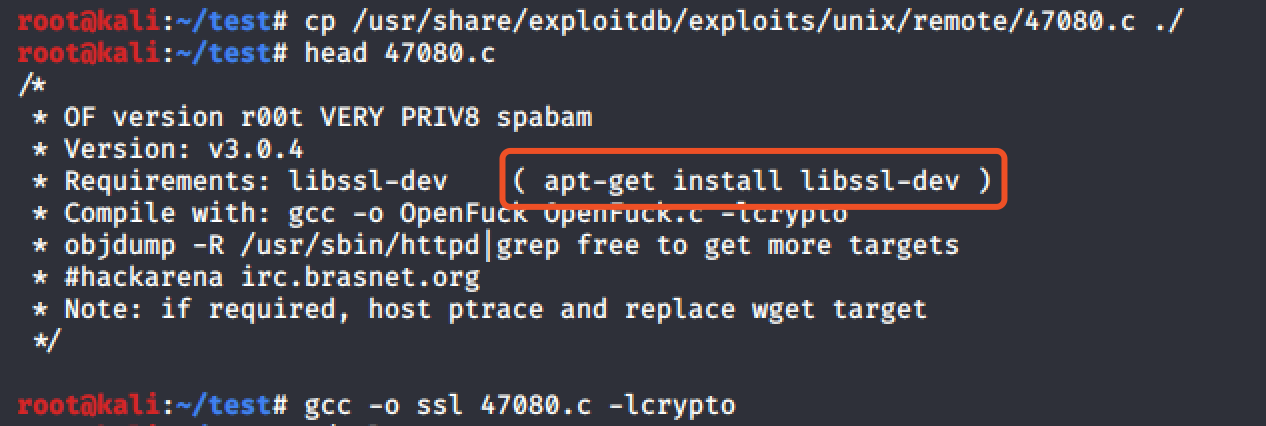 root@kali:~/test# cp /usr/share/exploitdb/exploits/unix/remote/47080.c ./
root@kali:~/test# head 47080.c
/*
 * OF version r00t VERY PRIV8 spabam
 * Version: v3.0.4
 * Requirements: libssl-dev    ( apt-get install libssl-dev )
 * Compile with: gcc -o OpenFuck OpenFuck.c -lcrypto
 * objdump -R /usr/sbin/httpd|grep free to get more targets
 * #hackarena irc.brasnet.org
 * Note: if required, host ptrace and replace wget target
 */
root@kali:~/test# gcc -o ssl 47080.c -lcrypto